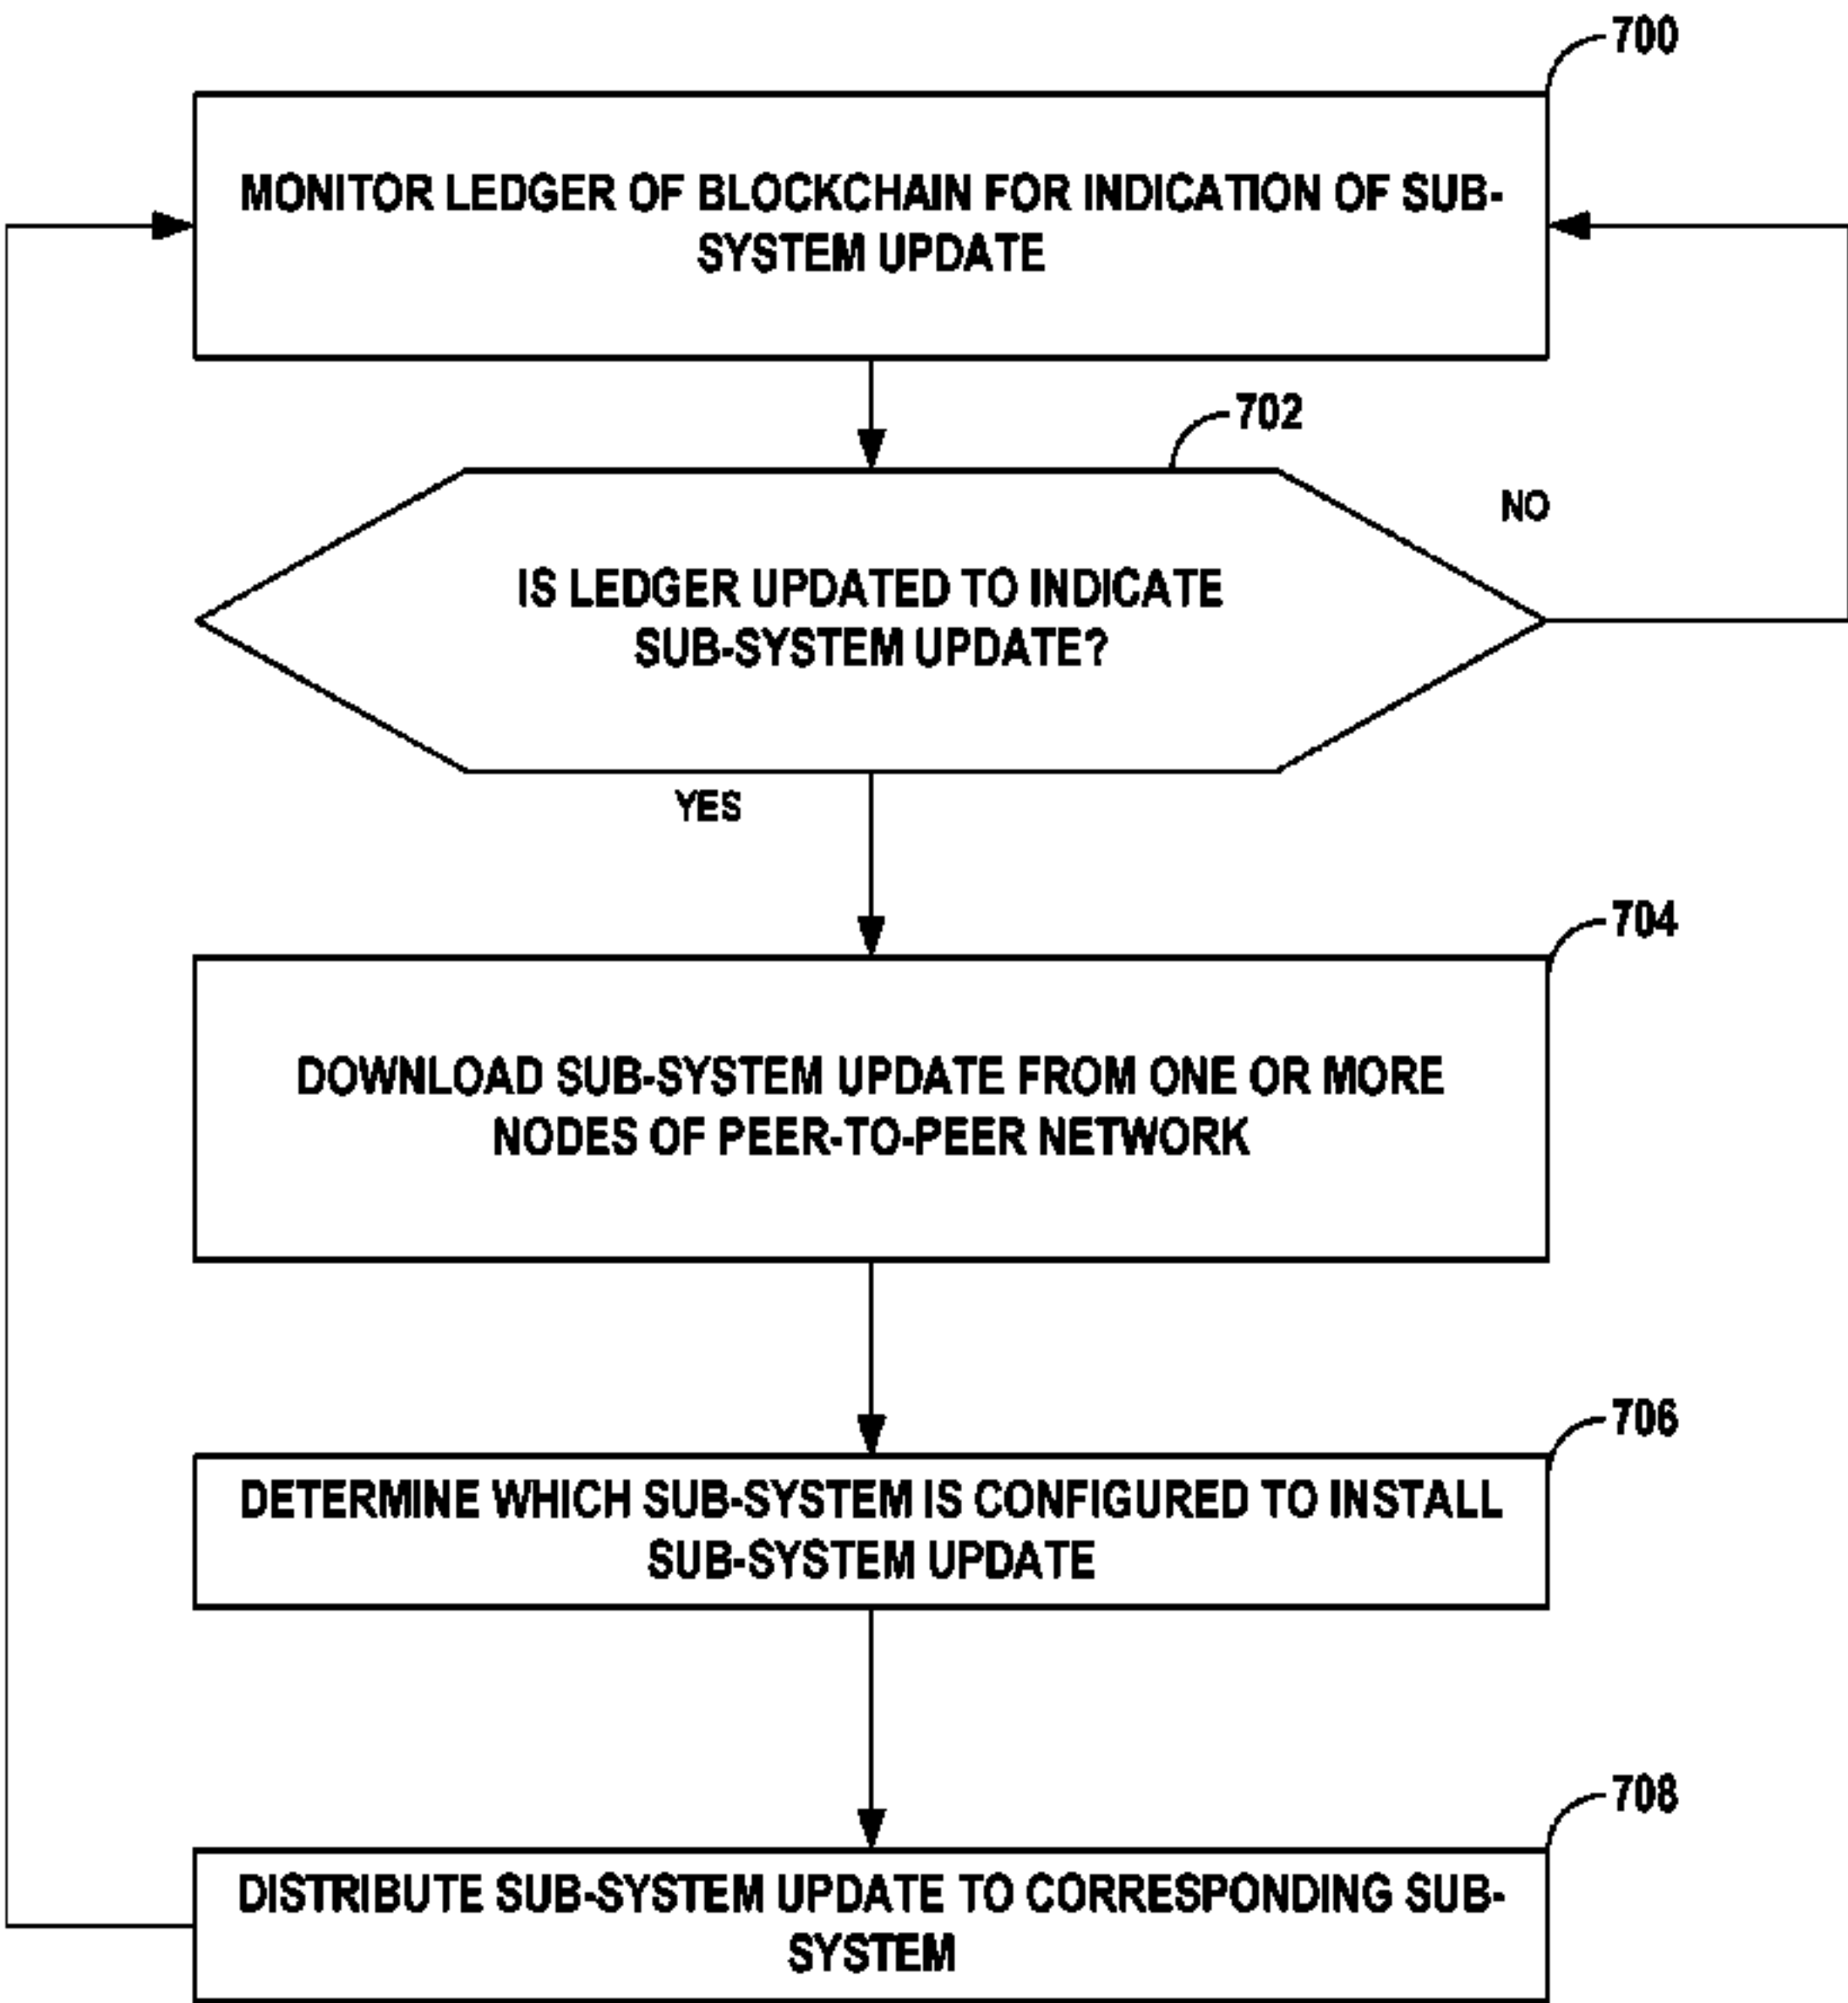 700
MONITOR LEDGER OF BLOCKCHAIN FOR INDICATION OF SUB-
SYSTEM UPDATE
702
NO
IS LEDGER UPDATED TO INDICATE
SUB-SYSTEM UPDATE?
YES
704
DOWNLOAD SUB-SYSTEM UPDATE FROM ONE OR MORE
NODES OF PEER-TO-PEER NETWORK
706
DETERMINE WHICH SUB-SYSTEM IS CONFIGURED TO INSTALL
SUB-SYSTEM UPDATE
708
DISTRIBUTE SUB-SYSTEM UPDATE TO CORRESPONDING SUB-
SYSTEM